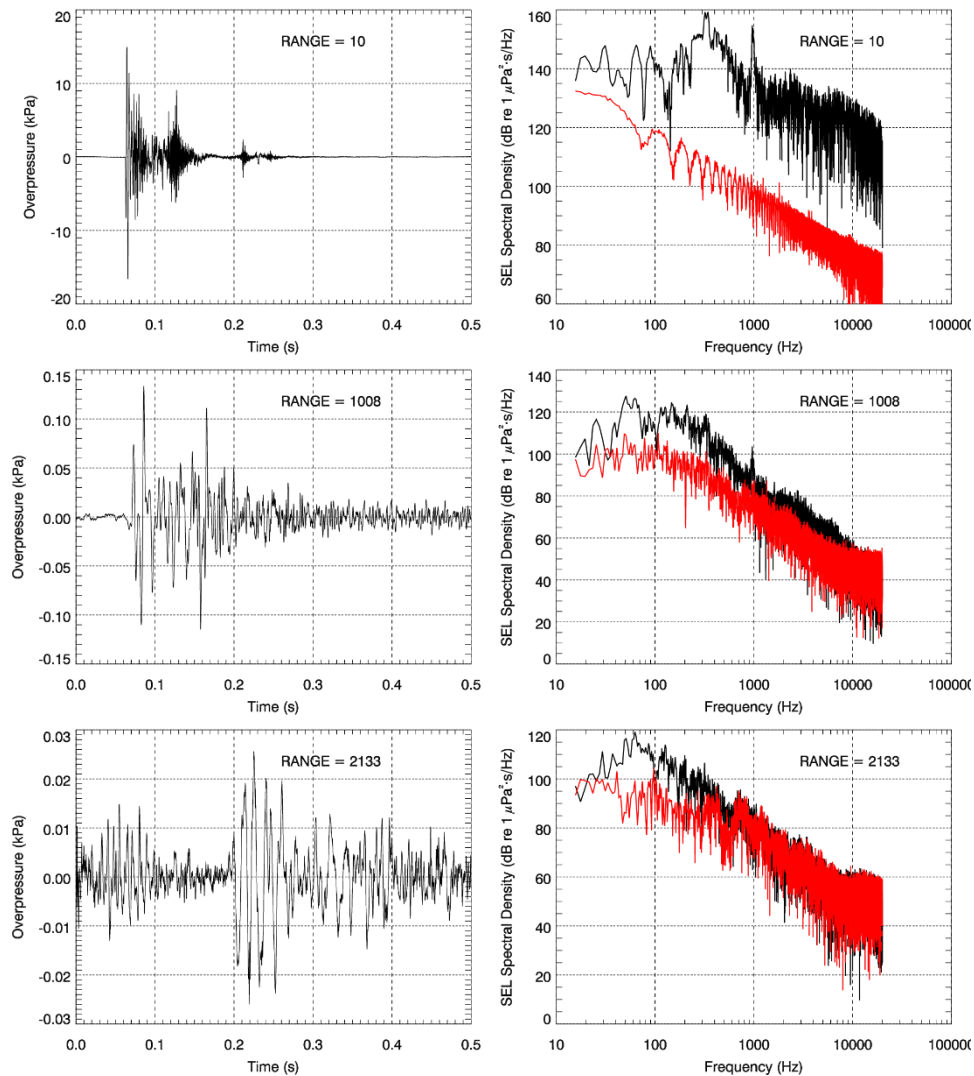 20
10
0
-10
-20
Overpressure (kPa)
RANGE = 10
0.0 0.1 0.2 0.3 0.4 0.5
Time (s)
160
140
120
100
80
60
SEL Spectral Density (dB re 1 μPa²·s/Hz)
RANGE = 10
10 100 1000 10000 100000
Frequency (Hz)
0.15
0.10
0.05
0.00
-0.05
-0.10
-0.15
Overpressure (kPa)
RANGE = 1008
0.0 0.1 0.2 0.3 0.4 0.5
Time (s)
140
120
100
80
60
40
20
0
SEL Spectral Density (dB re 1 μPa²·s/Hz)
RANGE = 1008
10 100 1000 10000 100000
Frequency (Hz)
0.03
0.02
0.01
0.00
-0.01
-0.02
-0.03
Overpressure (kPa)
RANGE = 2133
0.0 0.1 0.2 0.3 0.4 0.5
Time (s)
120
100
80
60
40
20
0
SEL Spectral Density (dB re 1 μPa²·s/Hz)
RANGE = 2133
10 100 1000 10000 100000
Frequency (Hz)